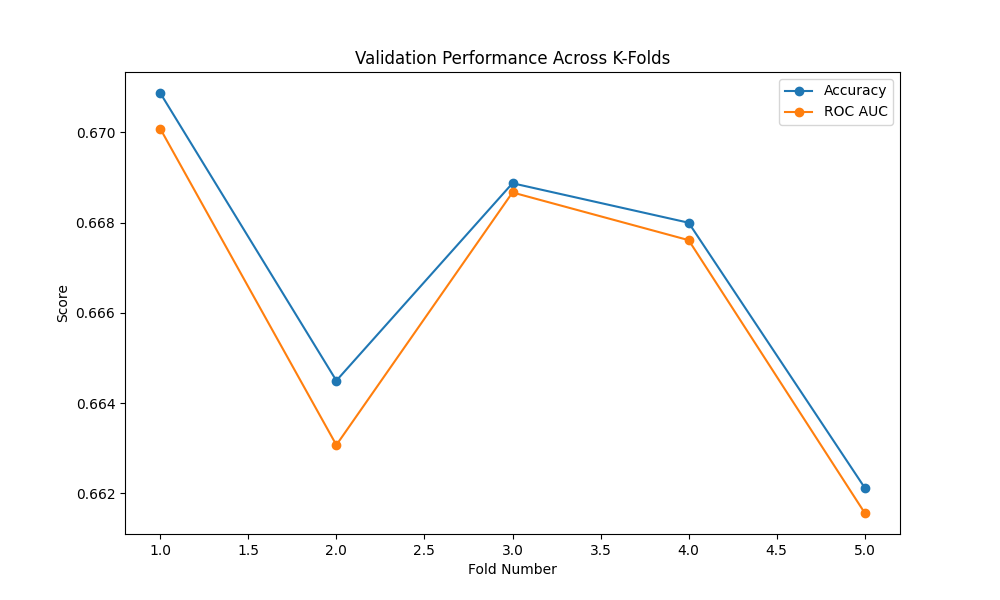 Validation Performance Across K-Folds
Accuracy
ROC AUC
0.670
0.668
0.666
0.664
0.662
Score
1.0 1.5 2.0 2.5 3.0 3.5 4.0 4.5 5.0
Fold Number